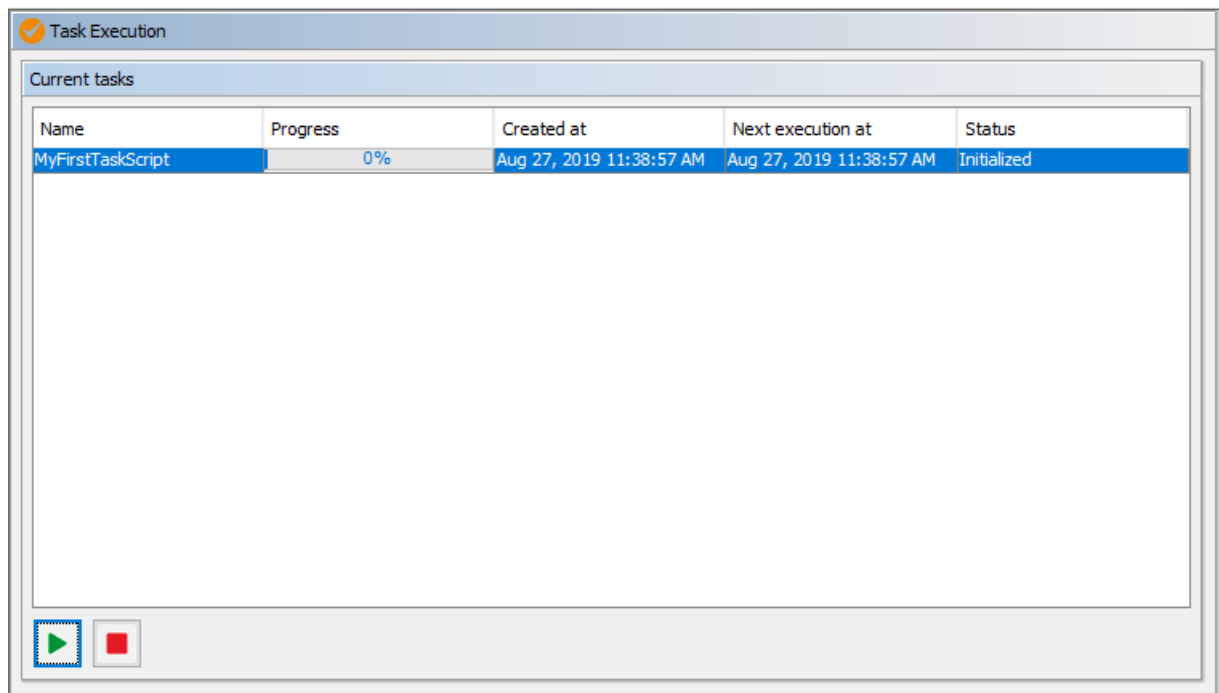 Task Execution
Current tasks
Name Progress Created at Next execution at Status
MyFirstTaskScript 0% Aug 27, 2019 11:38:57 AM Aug 27, 2019 11:38:57 AM Initialized